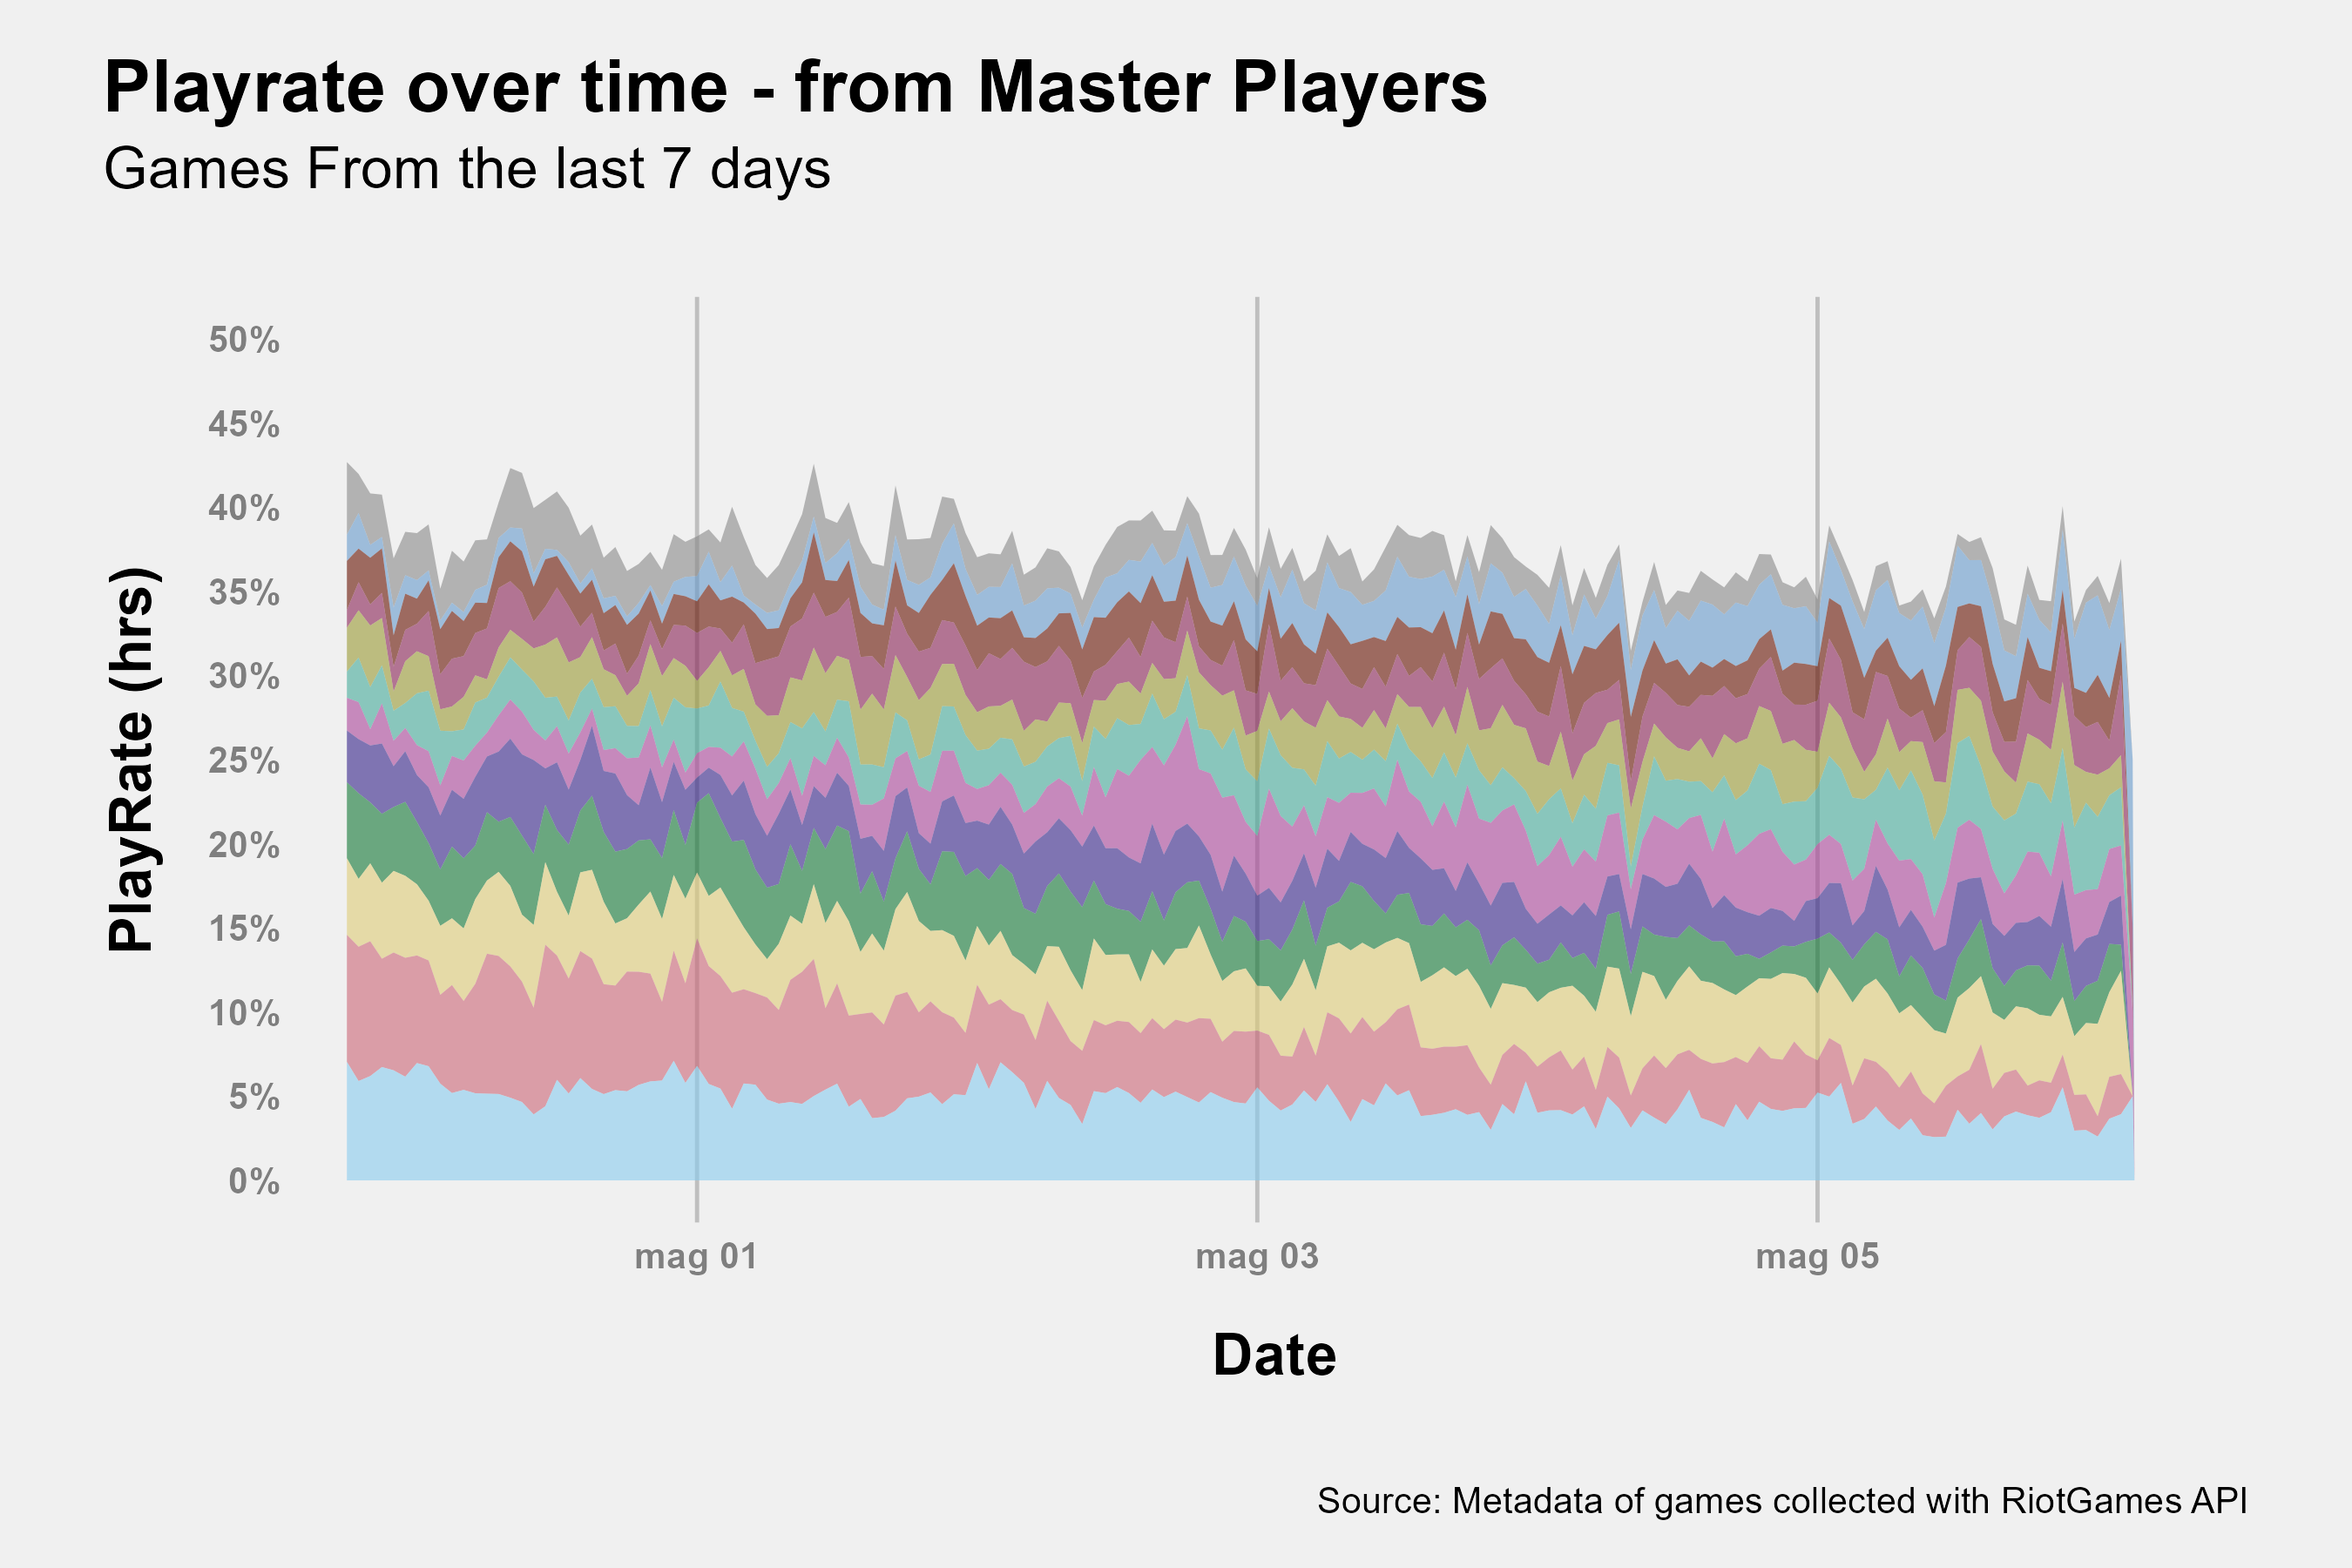 Playrate over time - from Master Players
Games From the last 7 days
PlayRate (hrs)
50%
45%
40%
35%
30%
25%
20%
15%
10%
5%
0%
mag 01
mag 03
mag 05
Date
Source: Metadata of games collected with RiotGames API